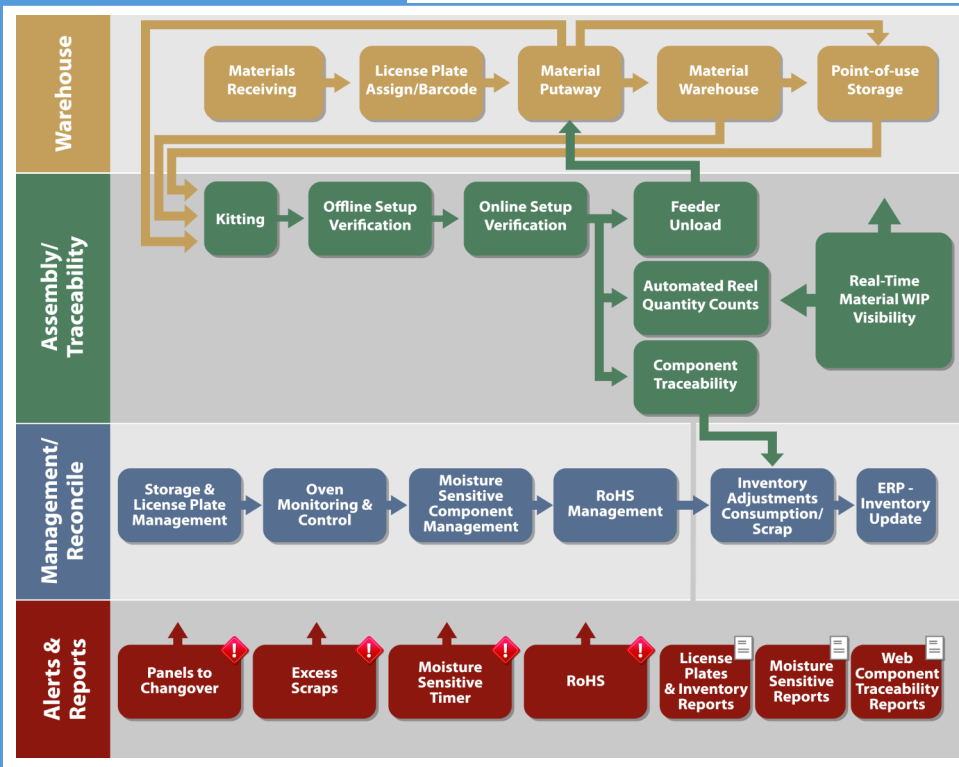 Warehouse
Materials
Receiving
License Plate
Assign/Barcode
Material
Putaway
Material
Warehouse
Point-of-use
Storage
Assembly/
Traceability
Kitting
Offline Setup
Verification
Online Setup
Verification
Feeder
Unload
Automated Reel
Quantity Counts
Component
Traceability
Real-Time
Material WIP
Visibility
Management/
Reconcile
Storage &
License Plate
Management
Oven
Monitoring &
Control
Moisture
Sensitive
Component
Management
RoHS
Management
Inventory
Adjustments
Consumption/
Scrap
ERP -
Inventory
Update
Alerts &
Reports
!
Panels to
Changover
!
Excess
Scraps
!
Moisture
Sensitive
Timer
!
RoHS
License
Plates
& Inventory
Reports
Moisture
Sensitive
Reports
Web
Component
Traceability
Reports